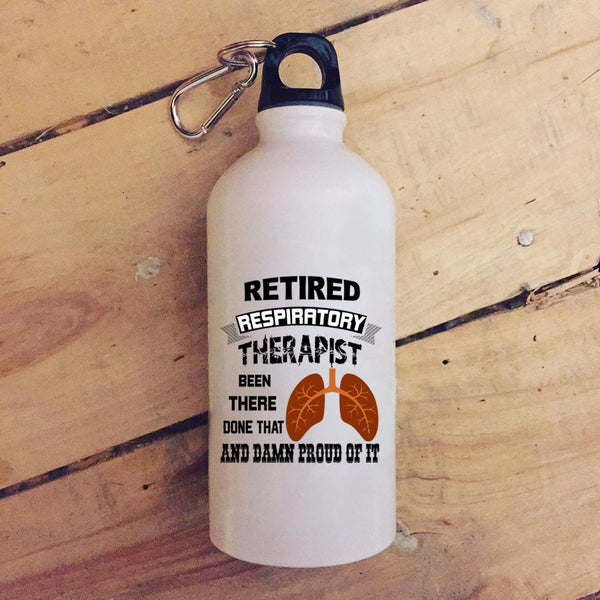 RETIRED
RESPIRATORY
THERAPIST
BEEN
THERE
DONE THAT
AND DAMN PROUD OF IT